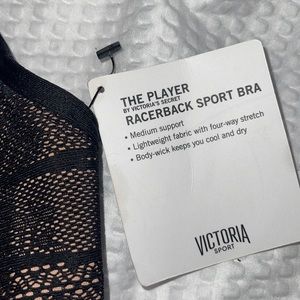 THE PLAYER
BY VICTORIA'S SECRET
RACERBACK SPORT BRA
• Medium support
• Lightweight fabric with four-way stretch
• Body-wick keeps you cool and dry
VICTORIA
SPORT